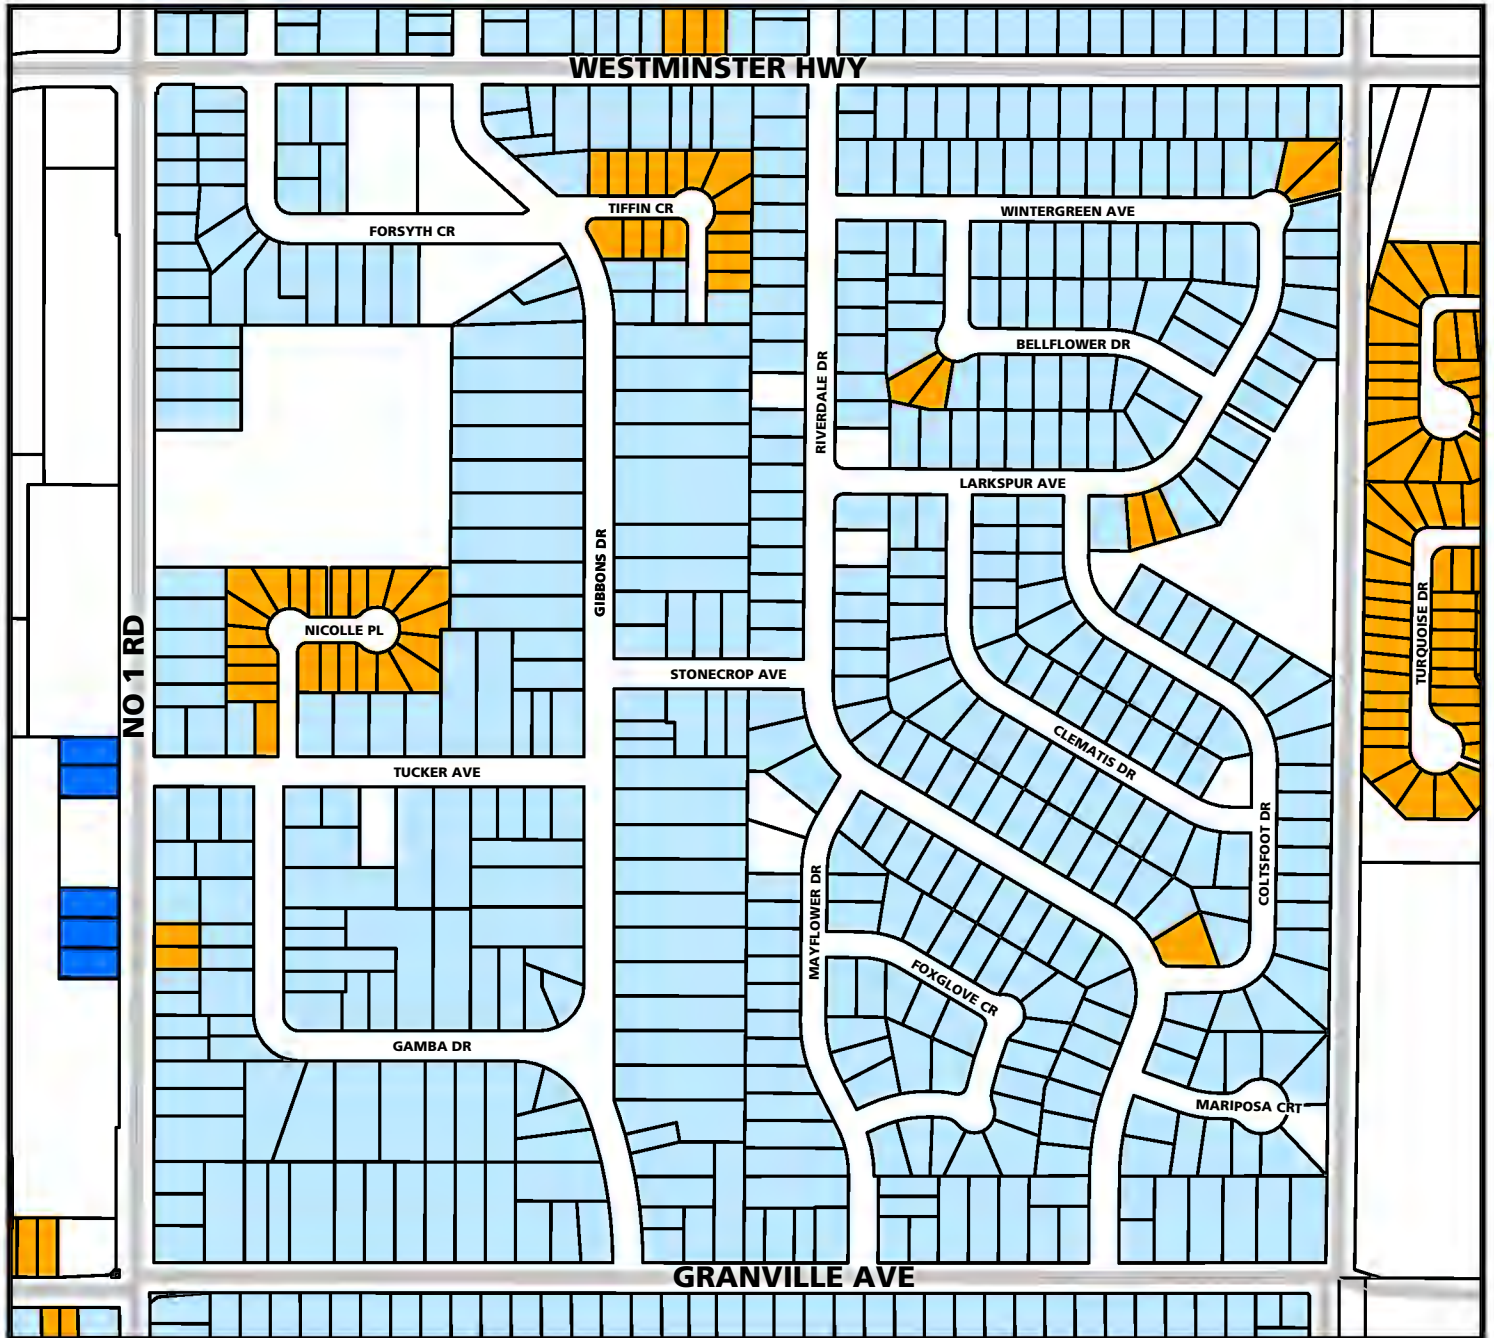 WESTMINSTER HWY
TIFFIN CR
WINTERGREEN AVE
FORSYTH CR
BELLFLOWER DR
RIVERDALE DR
LARKSPUR AVE
GIBBONS DR
TURQUOISE DR
NICOLLE PL
NO 1 RD
STONECROP AVE
CLEMATIS DR
TUCKER AVE
COLTSFOOT DR
MAYFLOWER DR
FOXGLOVE CR
GAMBA DR
MARIPOSA CRT
GRANVILLE AVE